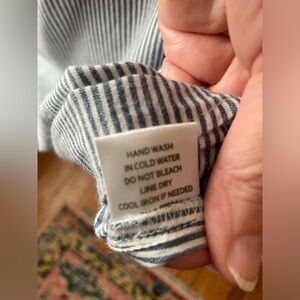 HAND WASH
IN COLD WATER
DO NOT BLEACH
LINE DRY
COOL IRON IF NEEDED